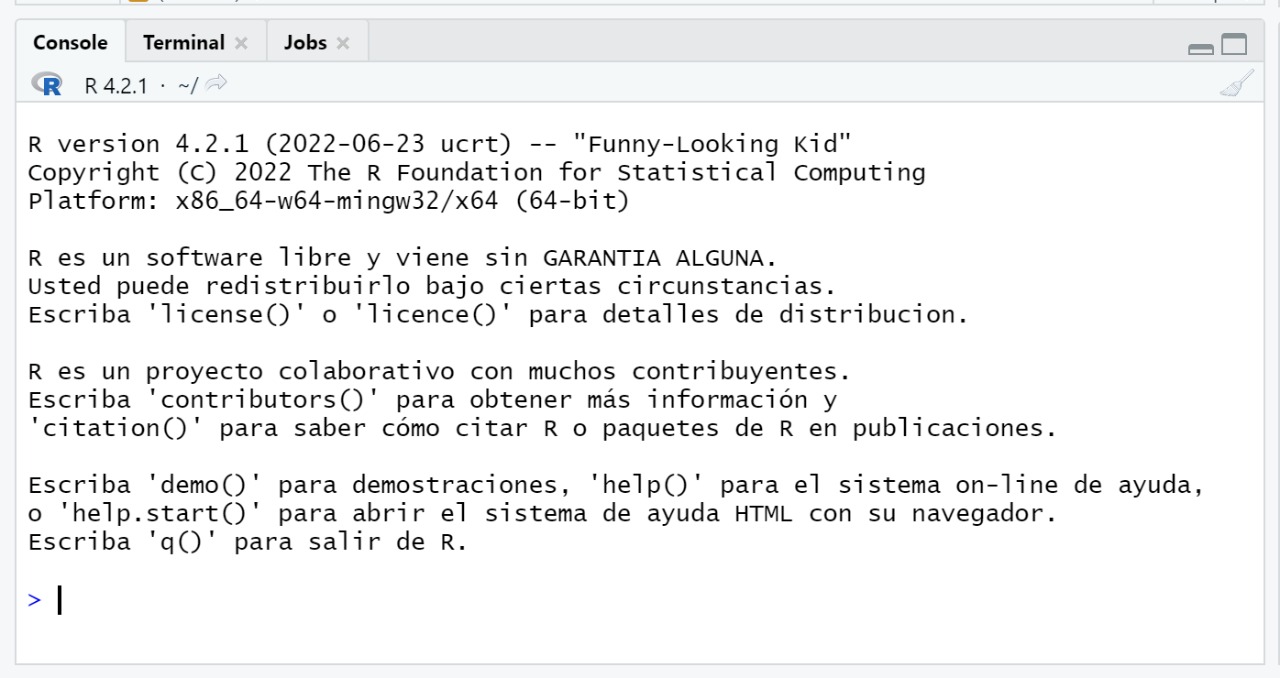 Console Terminal × Jobs ×
R R 4.2.1 · ~/
R version 4.2.1 (2022-06-23 ucrt) -- "Funny-Looking Kid"
Copyright (C) 2022 The R Foundation for Statistical Computing
Platform: x86_64-w64-mingw32/x64 (64-bit)
R es un software libre y viene sin GARANTIA ALGUNA.
Usted puede redistribuirlo bajo ciertas circunstancias.
Escriba 'license()' o 'licence()' para detalles de distribucion.
R es un proyecto colaborativo con muchos contribuyentes.
Escriba 'contributors()' para obtener más información y
'citation()' para saber cómo citar R o paquetes de R en publicaciones.
Escriba 'demo()' para demostraciones, 'help()' para el sistema on-line de ayuda,
o 'help.start()' para abrir el sistema de ayuda HTML con su navegador.
Escriba 'q()' para salir de R.
>